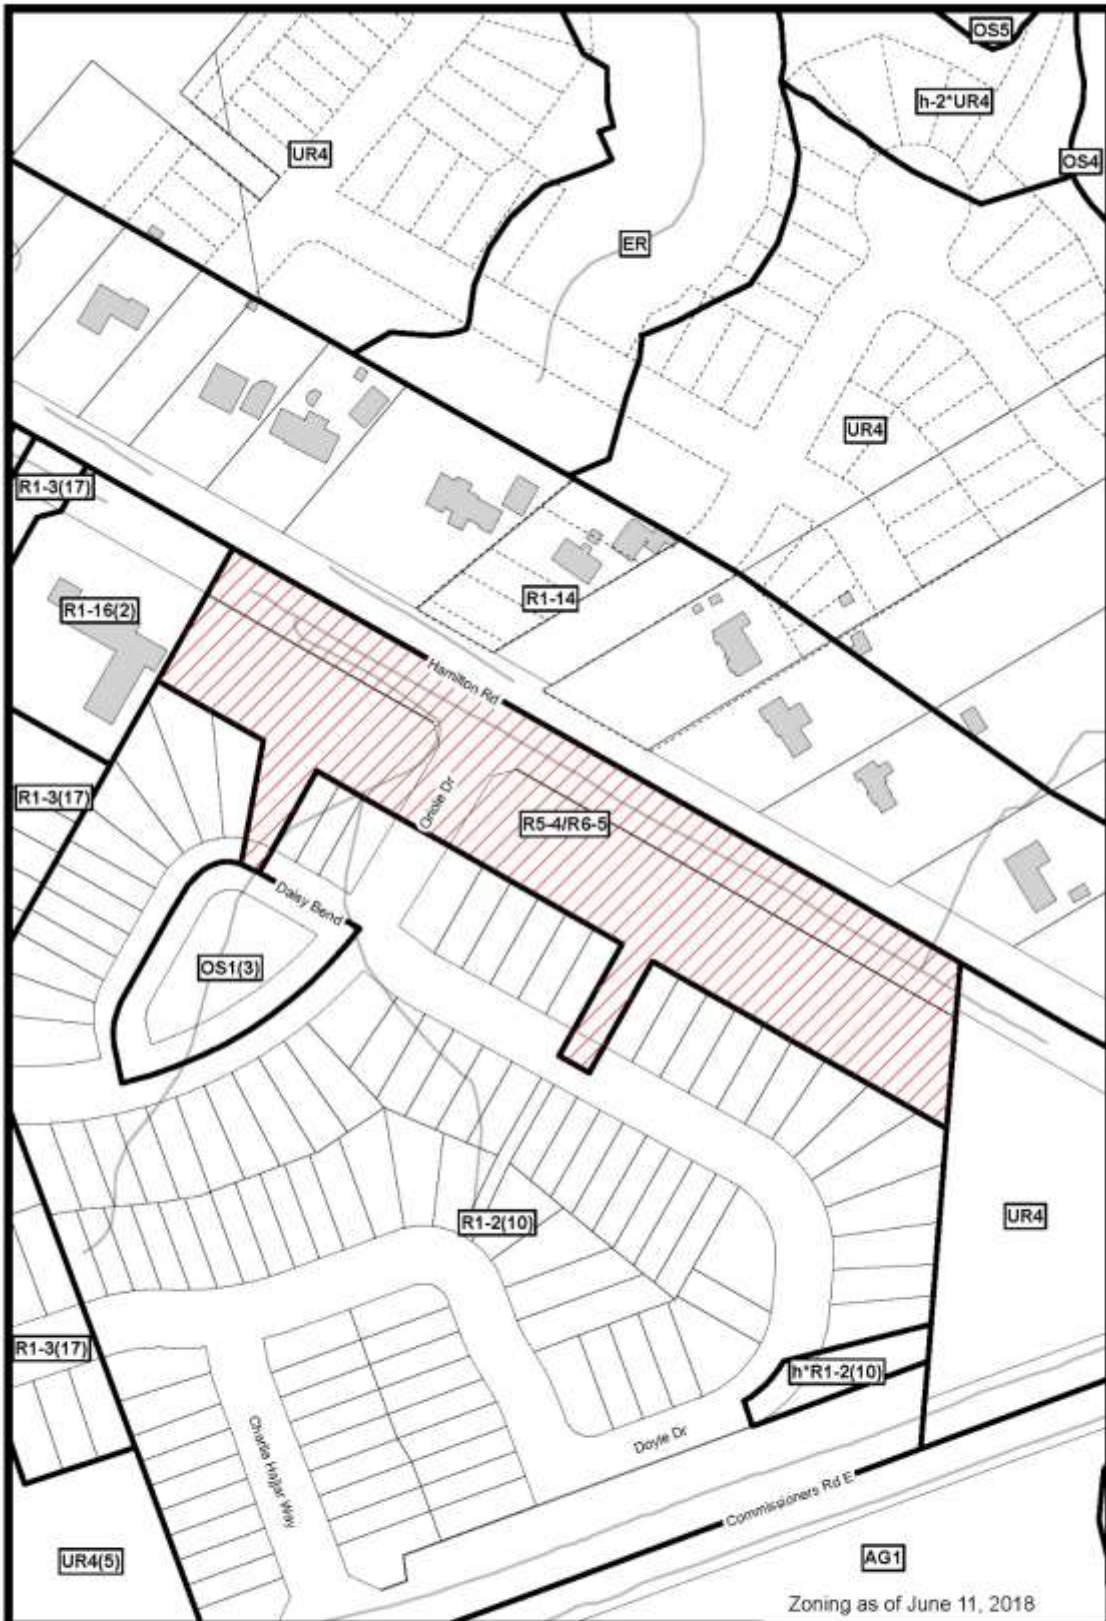 OS5
h-2*UR4
UR4
OS4
ER
UR4
R1-3(17)
R1-14
R1-16(2)
Hamilton Rd
R1-3(17)
Oriole Dr
R5-4/R6-5
Daisy Bend
OS1(3)
R1-2(10)
UR4
R1-3(17)
h*R1-2(10)
Doyle Dr
Charlie Hajjar Way
Commissioners Rd E
UR4(5)
AG1
Zoning as of June 11, 2018